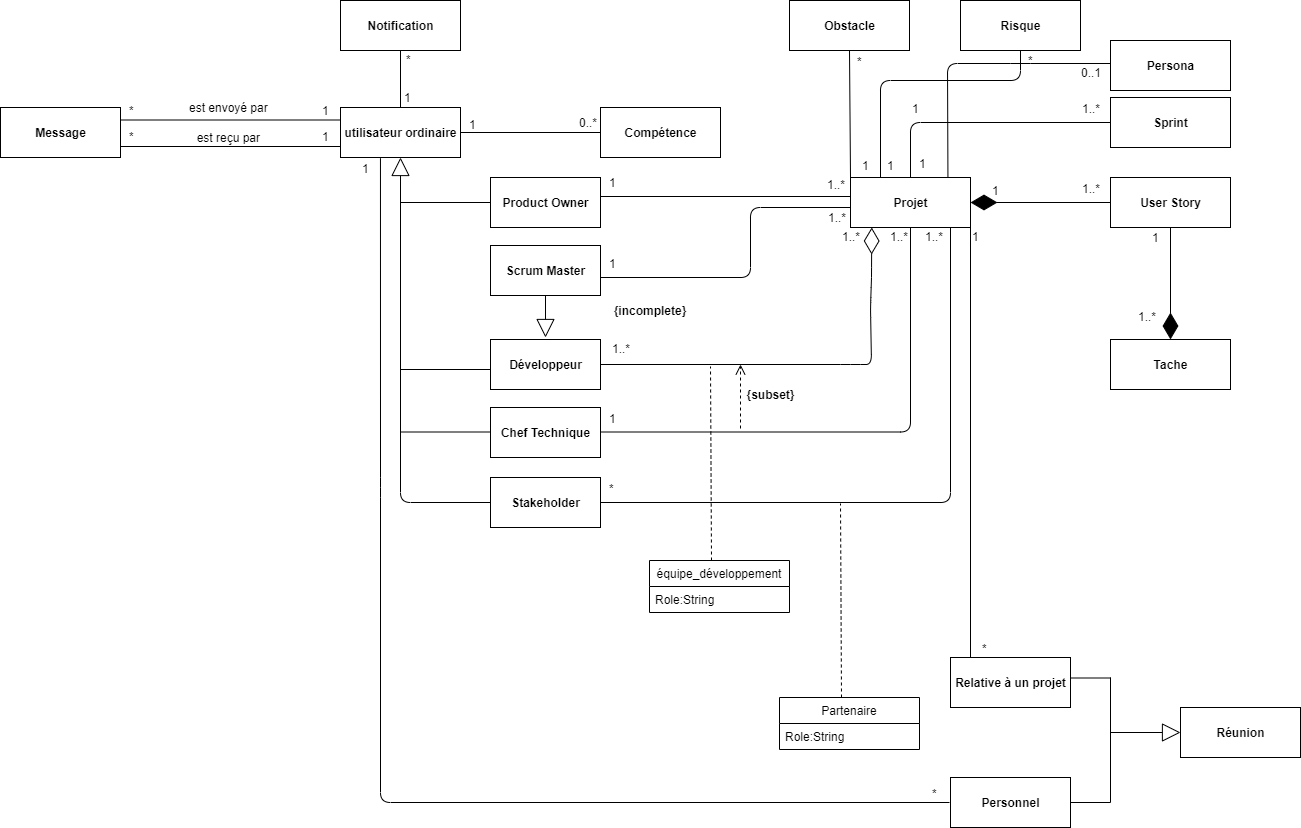 Notification
Obstacle
Risque
*
*
*
Persona
0..1
1
Message
*
est envoyé par
1
*
est reçu par
1
utilisateur ordinaire
1
0..*
Compétence
1
1..*
Sprint
1
1
1
1
Product Owner
1
1..*
Projet
1
1..*
User Story
1..*
1..*
1..*
1..*
1
1
Scrum Master
1
{incomplete}
1..*
Développeur
1..*
Tache
{subset}
Chef Technique
1
Stakeholder
*
équipe_développement
Role:String
*
Relative à un projet
Partenaire
Role:String
Réunion
*
Personnel